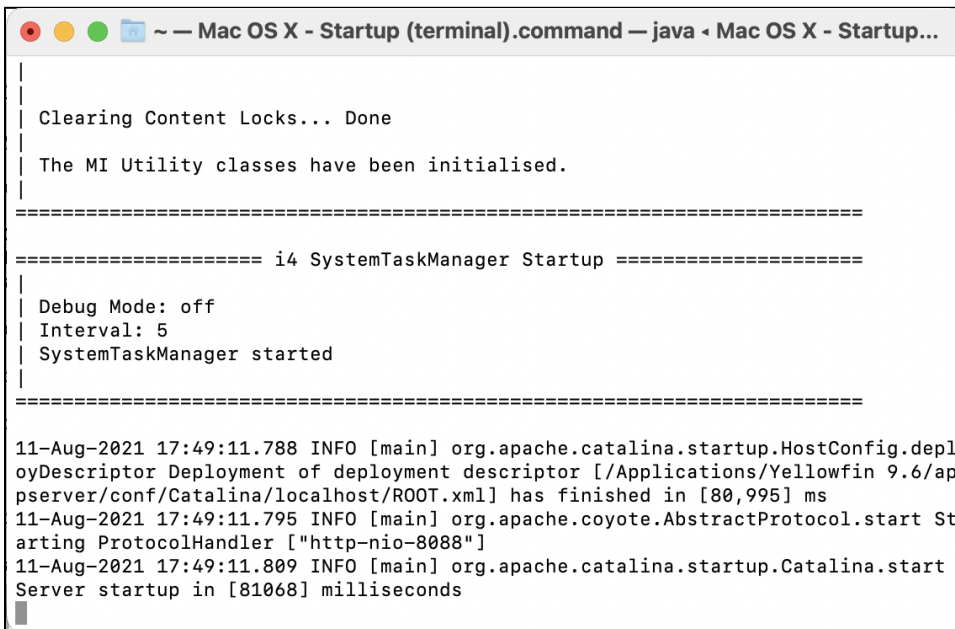 ~ — Mac OS X - Startup (terminal).command — java ◂ Mac OS X - Startup...
|
|
| Clearing Content Locks... Done
|
| The MI Utility classes have been initialised.
|
========================================================================

===================== i4 SystemTaskManager Startup =====================
|
| Debug Mode: off
| Interval: 5
| SystemTaskManager started
|
========================================================================

11-Aug-2021 17:49:11.788 INFO [main] org.apache.catalina.startup.HostConfig.depl
oyDescriptor Deployment of deployment descriptor [/Applications/Yellowfin 9.6/ap
pserver/conf/Catalina/localhost/ROOT.xml] has finished in [80,995] ms
11-Aug-2021 17:49:11.795 INFO [main] org.apache.coyote.AbstractProtocol.start St
arting ProtocolHandler ["http-nio-8088"]
11-Aug-2021 17:49:11.809 INFO [main] org.apache.catalina.startup.Catalina.start
Server startup in [81068] milliseconds